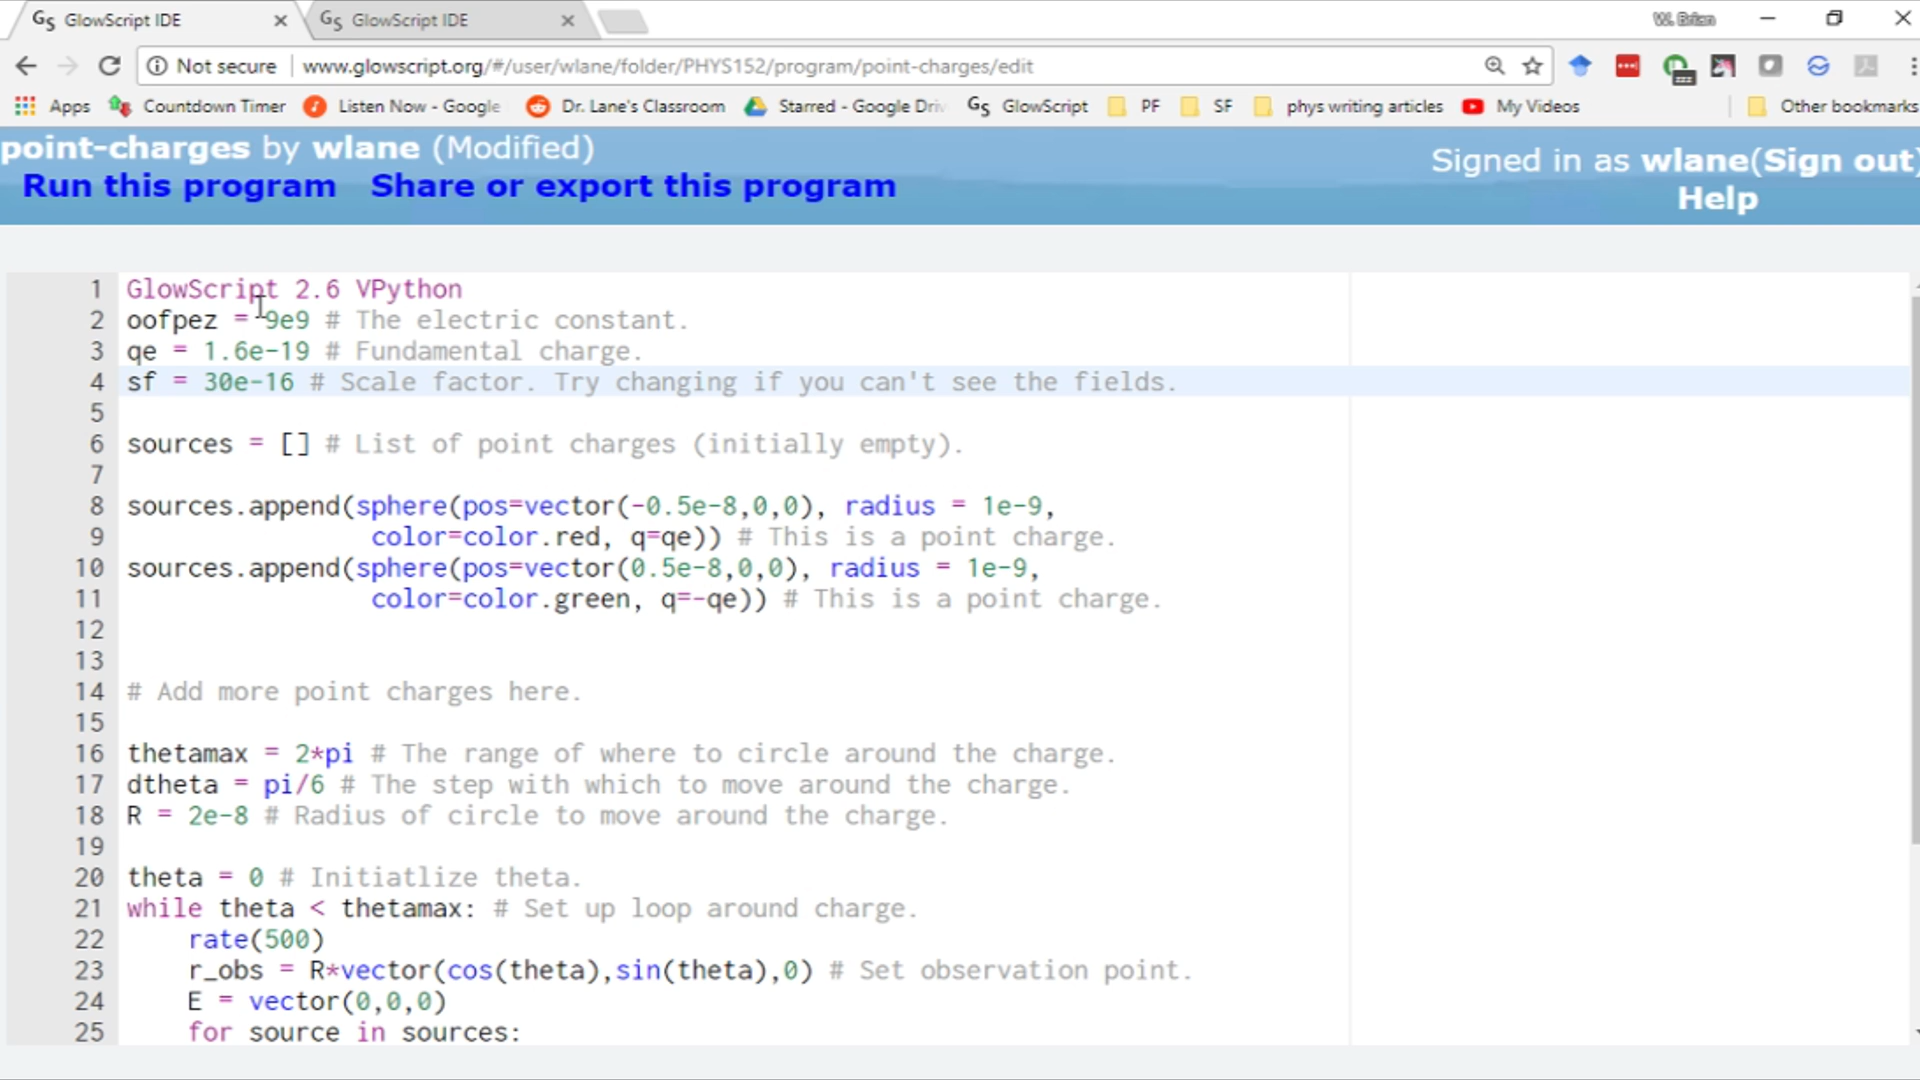 GS GlowScript IDE
GS GlowScript IDE
W. Brian
Not secure
www.glowscript.org/#/user/wlane/folder/PHYS152/program/point-charges/edit
Apps
Countdown Timer
Listen Now - Google
Dr. Lane's Classroom
Starred - Google Driv
GS GlowScript
PF
SF
phys writing articles
My Videos
Other bookmarks
point-charges by wlane (Modified)
Signed in as wlane(Sign out)
Run this program Share or export this program
Help
1 GlowScript 2.6 VPython
2 oofpez = 9e9 # The electric constant.
3 qe = 1.6e-19 # Fundamental charge.
4 sf = 30e-16 # Scale factor. Try changing if you can't see the fields.
5
6 sources = [] # List of point charges (initially empty).
7
8 sources.append(sphere(pos=vector(-0.5e-8,0,0), radius = 1e-9,
9 color=color.red, q=qe)) # This is a point charge.
10 sources.append(sphere(pos=vector(0.5e-8,0,0), radius = 1e-9,
11 color=color.green, q=-qe)) # This is a point charge.
12
13
14 # Add more point charges here.
15
16 thetamax = 2*pi # The range of where to circle around the charge.
17 dtheta = pi/6 # The step with which to move around the charge.
18 R = 2e-8 # Radius of circle to move around the charge.
19
20 theta = 0 # Initiatlize theta.
21 while theta < thetamax: # Set up loop around charge.
22 rate(500)
23 r_obs = R*vector(cos(theta),sin(theta),0) # Set observation point.
24 E = vector(0,0,0)
25 for source in sources: